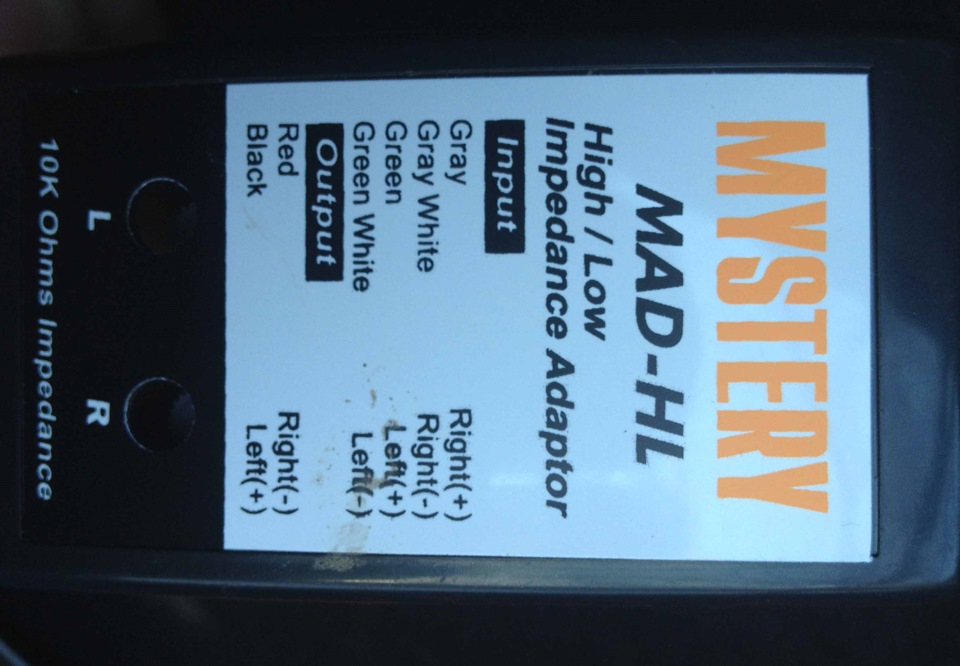 MYSTERY
MAD-HL
High / Low
Impedance Adaptor
Input
Gray Right(+)
Gray White Right(-)
Green Left(+)
Green White Left(-)
Output
Red Right(-)
Black Left(+)
L R
10K Ohms Impedance